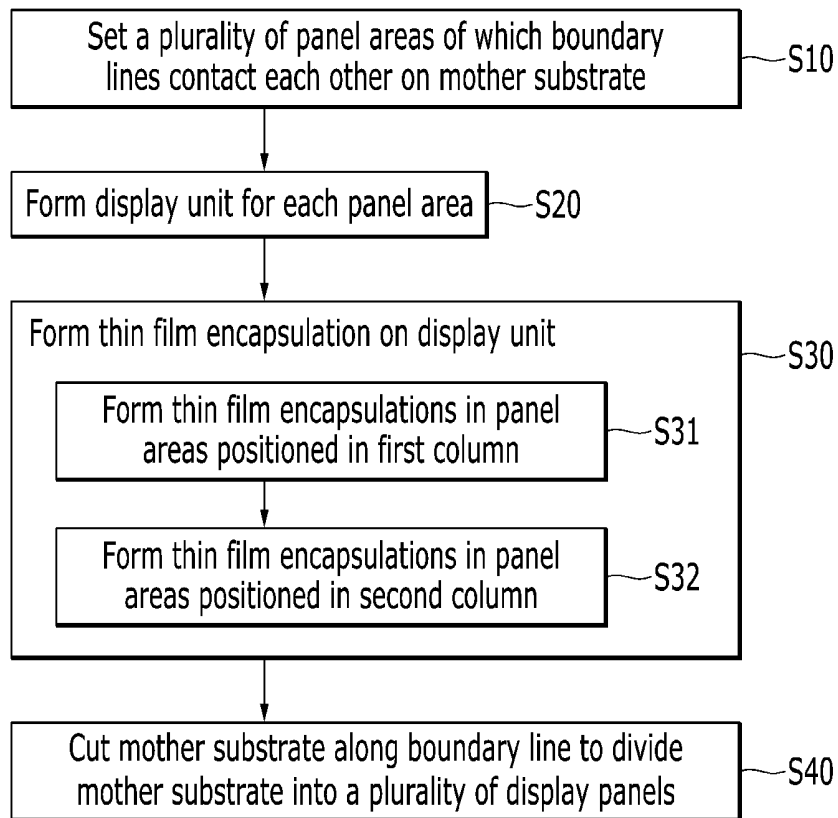 Set a plurality of panel areas of which boundary
lines contact each other on mother substrate
S10
Form display unit for each panel area
S20
Form thin film encapsulation on display unit
S30
Form thin film encapsulations in panel
areas positioned in first column
S31
Form thin film encapsulations in panel
areas positioned in second column
S32
Cut mother substrate along boundary line to divide
mother substrate into a plurality of display panels
S40